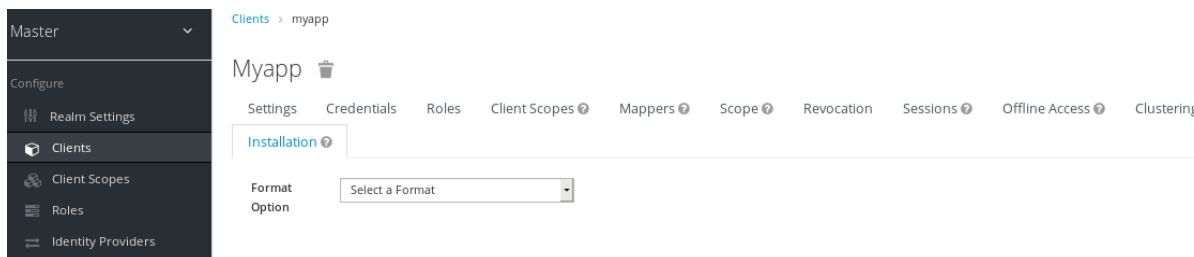 Master
Configure
Realm Settings
Clients
Client Scopes
Roles
Identity Providers
Clients > myapp
Myapp
Settings Credentials Roles Client Scopes Mappers Scope Revocation Sessions Offline Access Clustering
Installation
Format Option
Select a Format